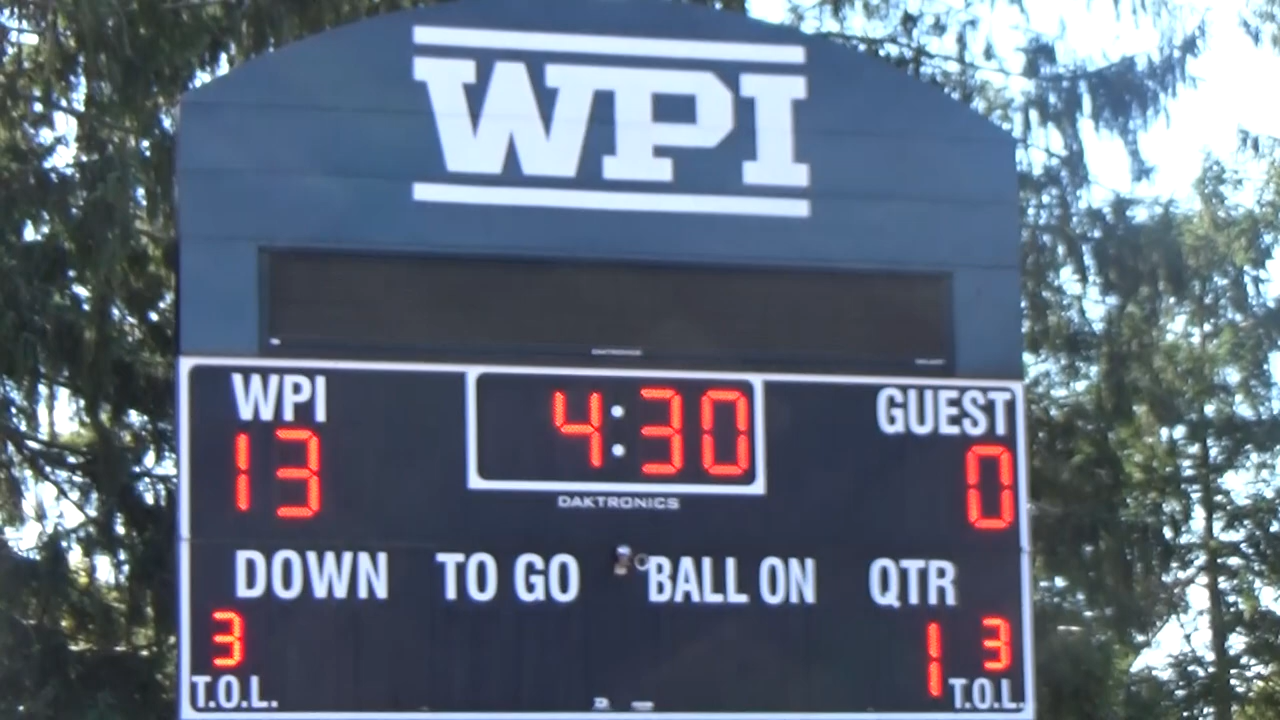 WPI
WPI 4:30 GUEST
13 0
DAKTRONICS
DOWN TO GO BALL ON QTR
3 1 3
T.O.L. T.O.L.